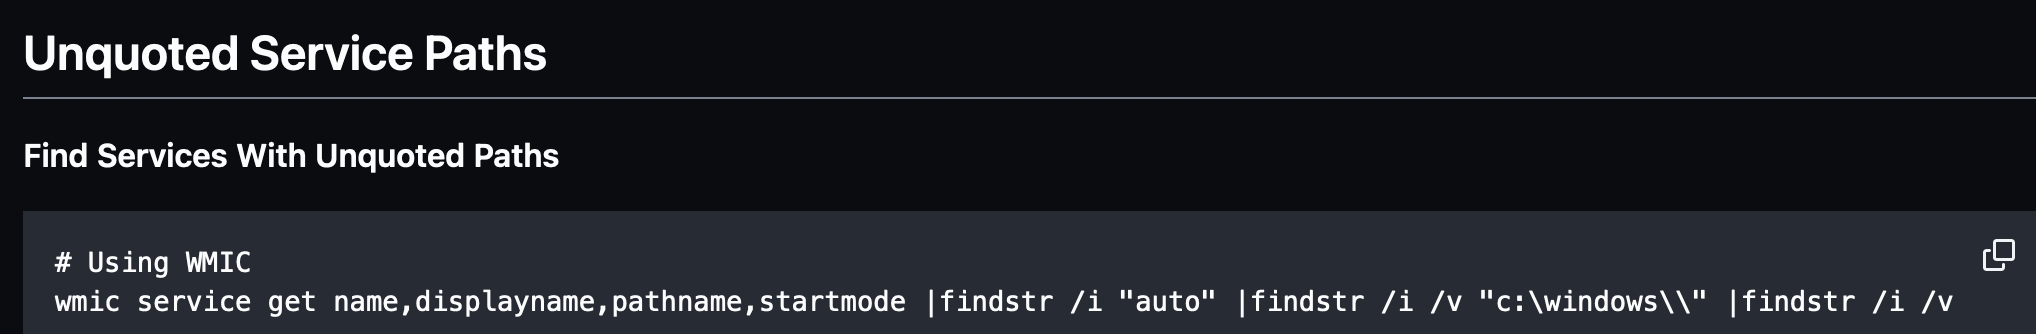 Unquoted Service Paths
Find Services With Unquoted Paths
# Using WMIC
wmic service get name,displayname,pathname,startmode |findstr /i "auto" |findstr /i /v "c:\windows\\" |findstr /i /v